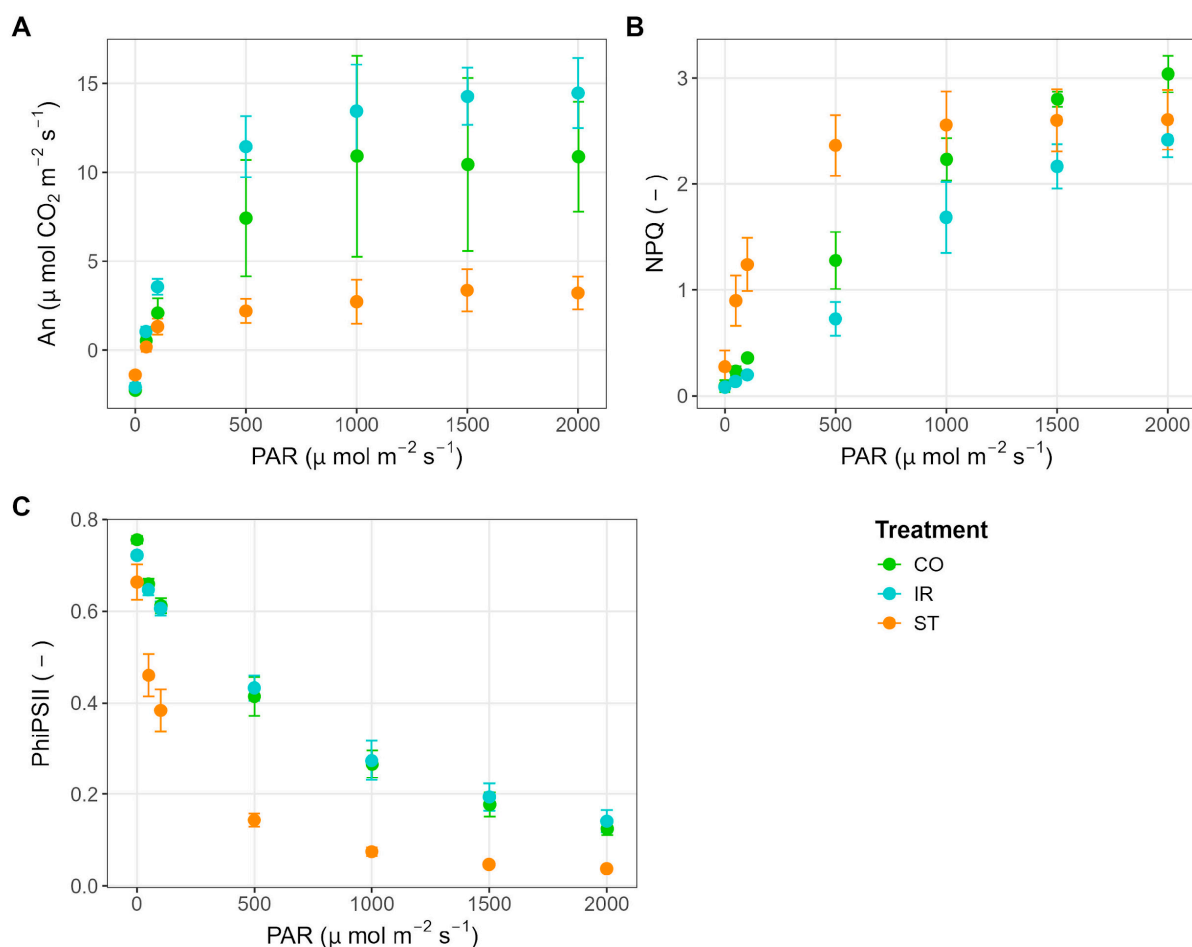 A
An (μ mol CO₂ m⁻² s⁻¹)
15
10
5
0
0 500 1000 1500 2000
PAR (μ mol m⁻² s⁻¹)
B
NPQ (−)
3
2
1
0
0 500 1000 1500 2000
PAR (μ mol m⁻² s⁻¹)
C
PhiPSII (−)
0.8
0.6
0.4
0.2
0.0
0 500 1000 1500 2000
PAR (μ mol m⁻² s⁻¹)
Treatment
CO
IR
ST